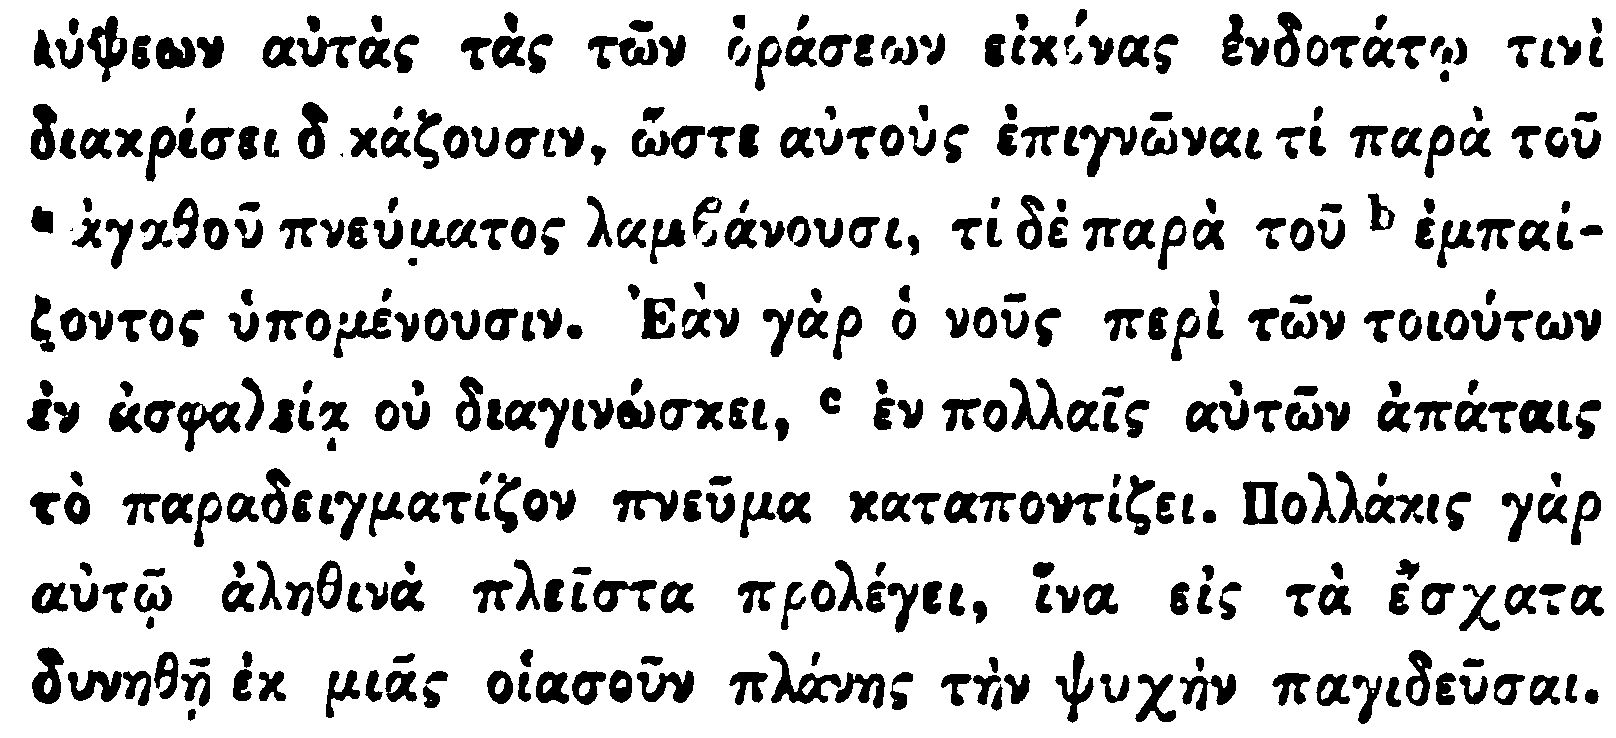 λύψεων αὐτὰς τὰς τῶν ὁράσεων εἰκόνας ἐνδοτάτῳ τινὶ
διακρίσει δικάζουσιν, ὥστε αὐτοὺς ἐπιγνῶναι τί παρὰ τοῦ
a ἀγαθοῦ πνεύματος λαμβάνουσι, τί δὲ παρὰ τοῦ b ἐμπαί-
ζοντος ὑπομένουσιν. Ἐὰν γὰρ ὁ νοῦς περὶ τῶν τοιούτων
ἐν ἀσφαλείᾳ οὐ διαγινώσκει, c ἐν πολλαῖς αὐτῶν ἀπάταις
τὸ παραδειγματίζον πνεῦμα καταποντίζει. Πολλάκις γὰρ
αὐτῷ ἀληθινὰ πλεῖστα προλέγει, ἵνα εἰς τὰ ἔσχατα
δυνηθῇ ἐκ μιᾶς οἱασοῦν πλάνης τὴν ψυχὴν παγιδεῦσαι.